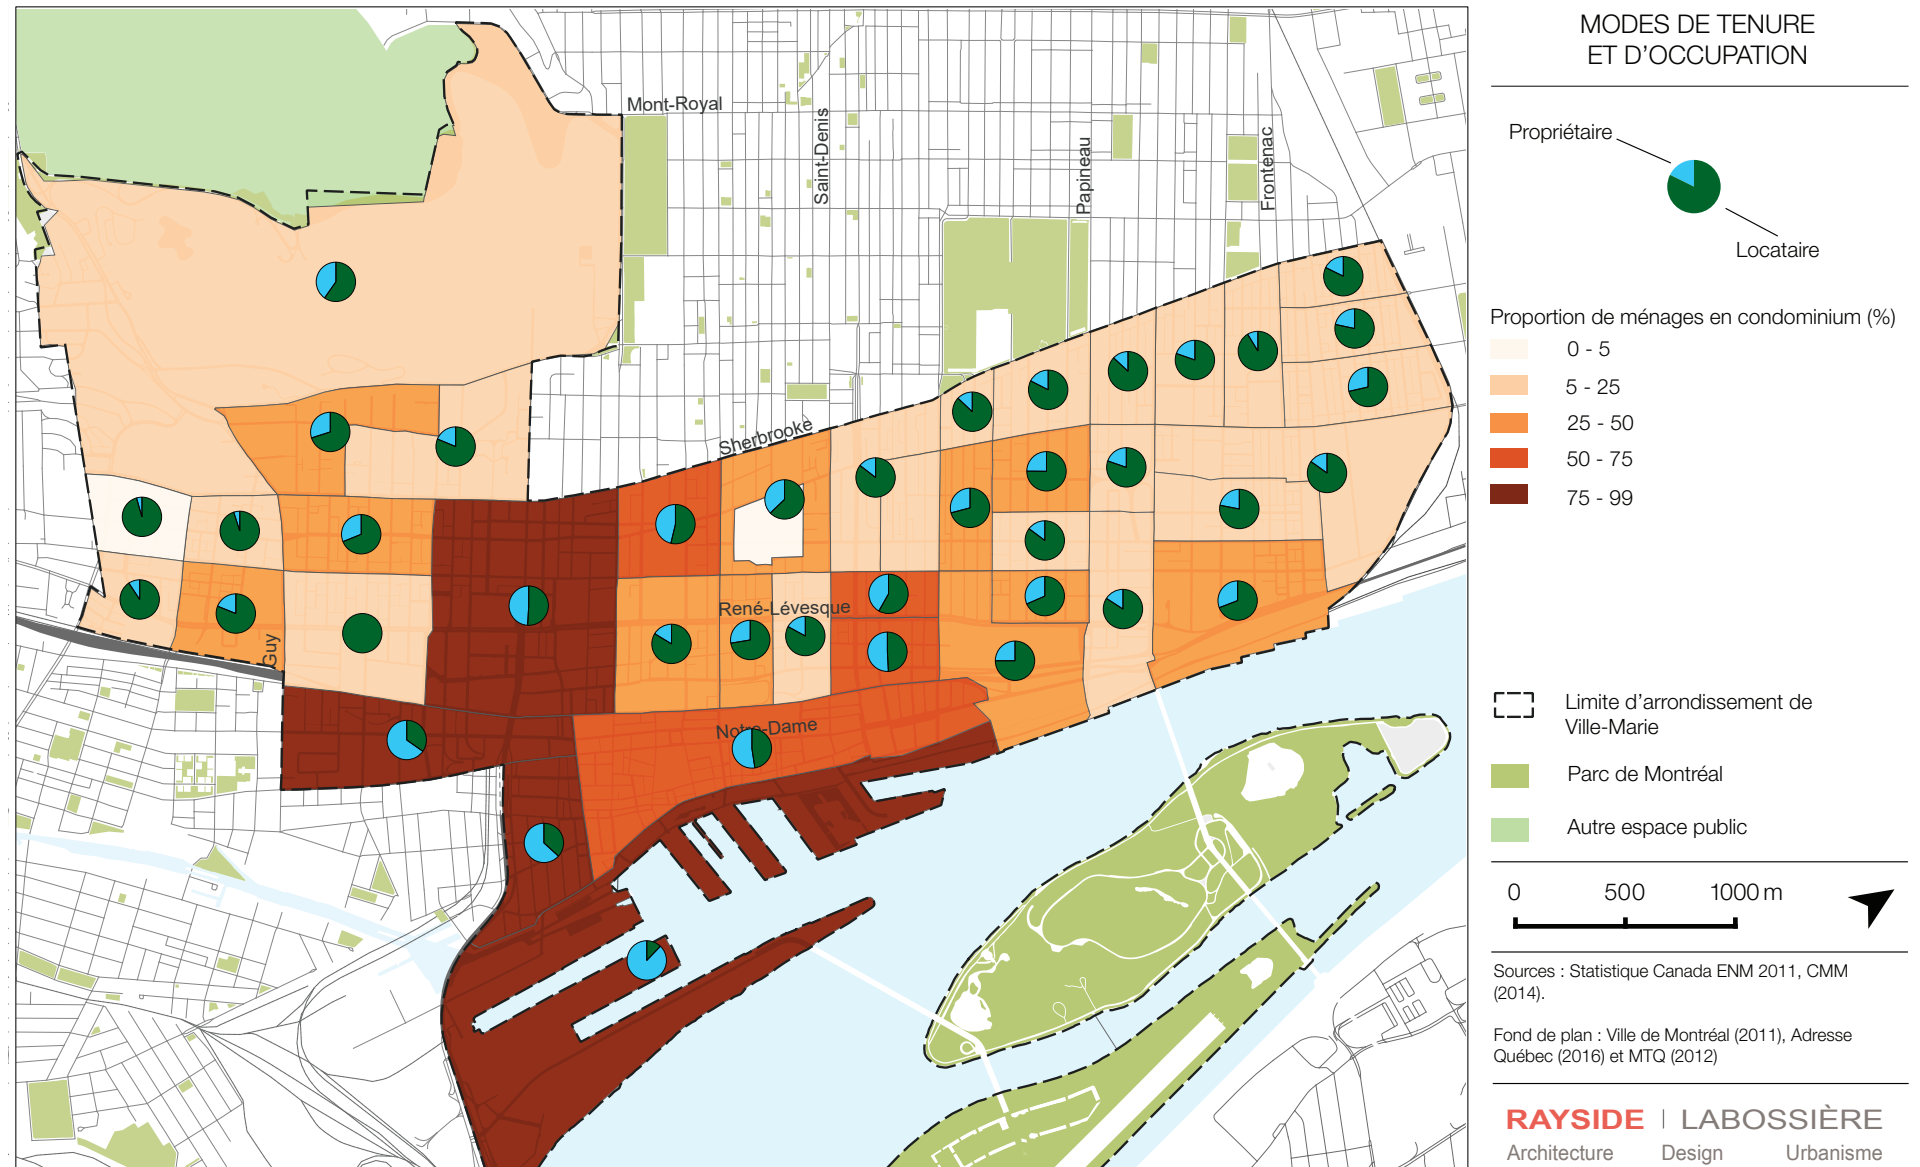 MODES DE TENURE
ET D'OCCUPATION
Propriétaire
Locataire
Proportion de ménages en condominium (%)
0 - 5
5 - 25
25 - 50
50 - 75
75 - 99
Limite d'arrondissement de
Ville-Marie
Parc de Montréal
Autre espace public
0 500 1000 m
Sources : Statistique Canada ENM 2011, CMM
(2014).
Fond de plan : Ville de Montréal (2011), Adresse
Québec (2016) et MTQ (2012)
RAYSIDE | LABOSSIÈRE
Architecture Design Urbanisme
Mont-Royal
Saint-Denis
Papineau
Frontenac
Sherbrooke
René-Lévesque
Guy
Notre-Dame